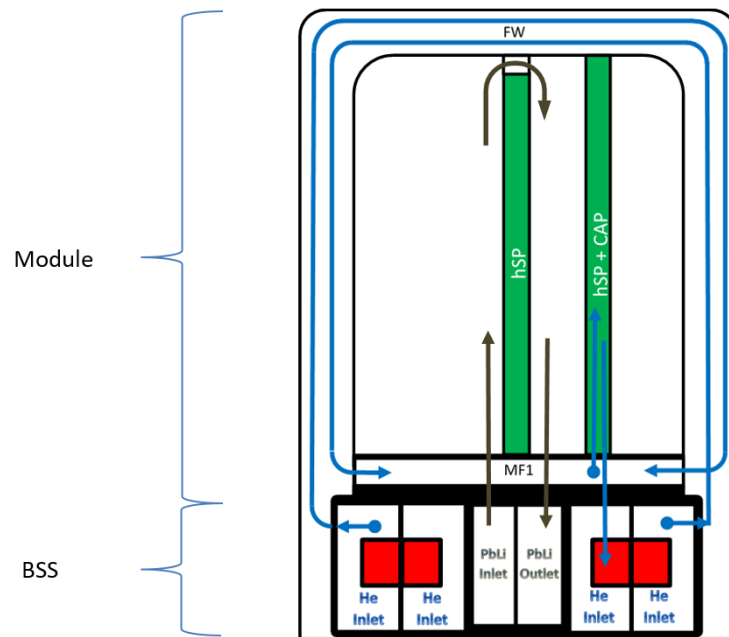 FW
hSP
hSP + CAP
Module
MF1
BSS
PbLi
Inlet
PbLi
Outlet
He
Inlet
He
Inlet
He
Inlet
He
Inlet